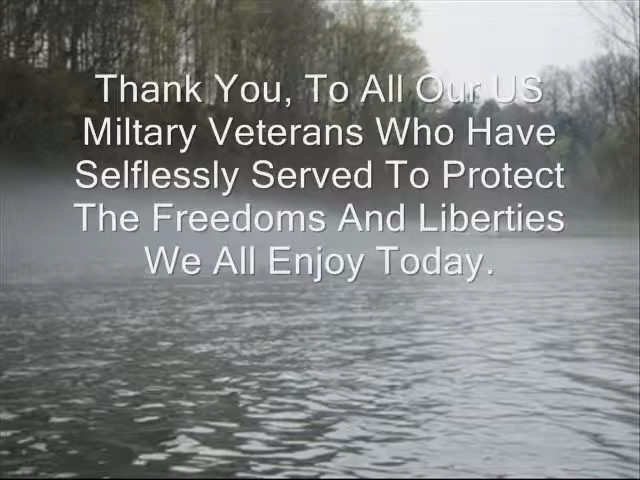 Thank You, To All Our US
Miltary Veterans Who Have
Selflessly Served To Protect
The Freedoms And Liberties
We All Enjoy Today.